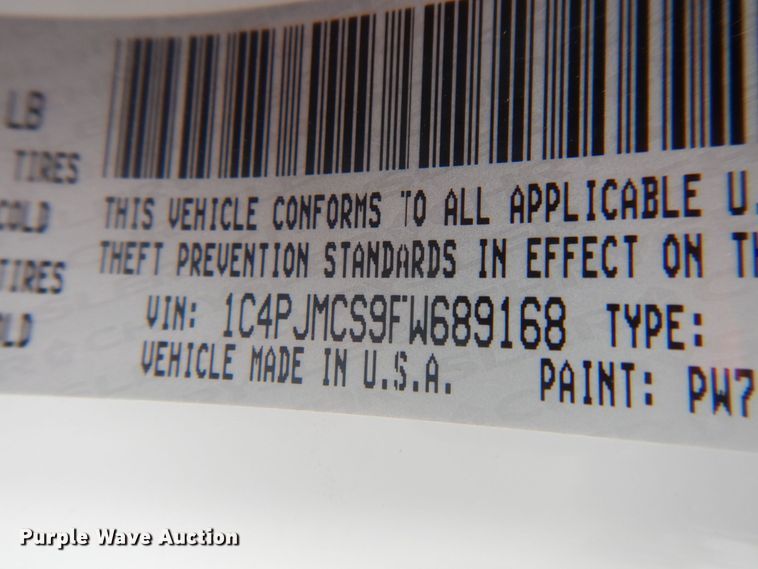 LB
TIRES
COLD
TIRES
THIS VEHICLE CONFORMS TO ALL APPLICABLE U.
THEFT PREVENTION STANDARDS IN EFFECT ON TH
VIN: 1C4PJMCS9FW689168 TYPE:
VEHICLE MADE IN U.S.A. PAINT: PW7
Purple Wave Auction